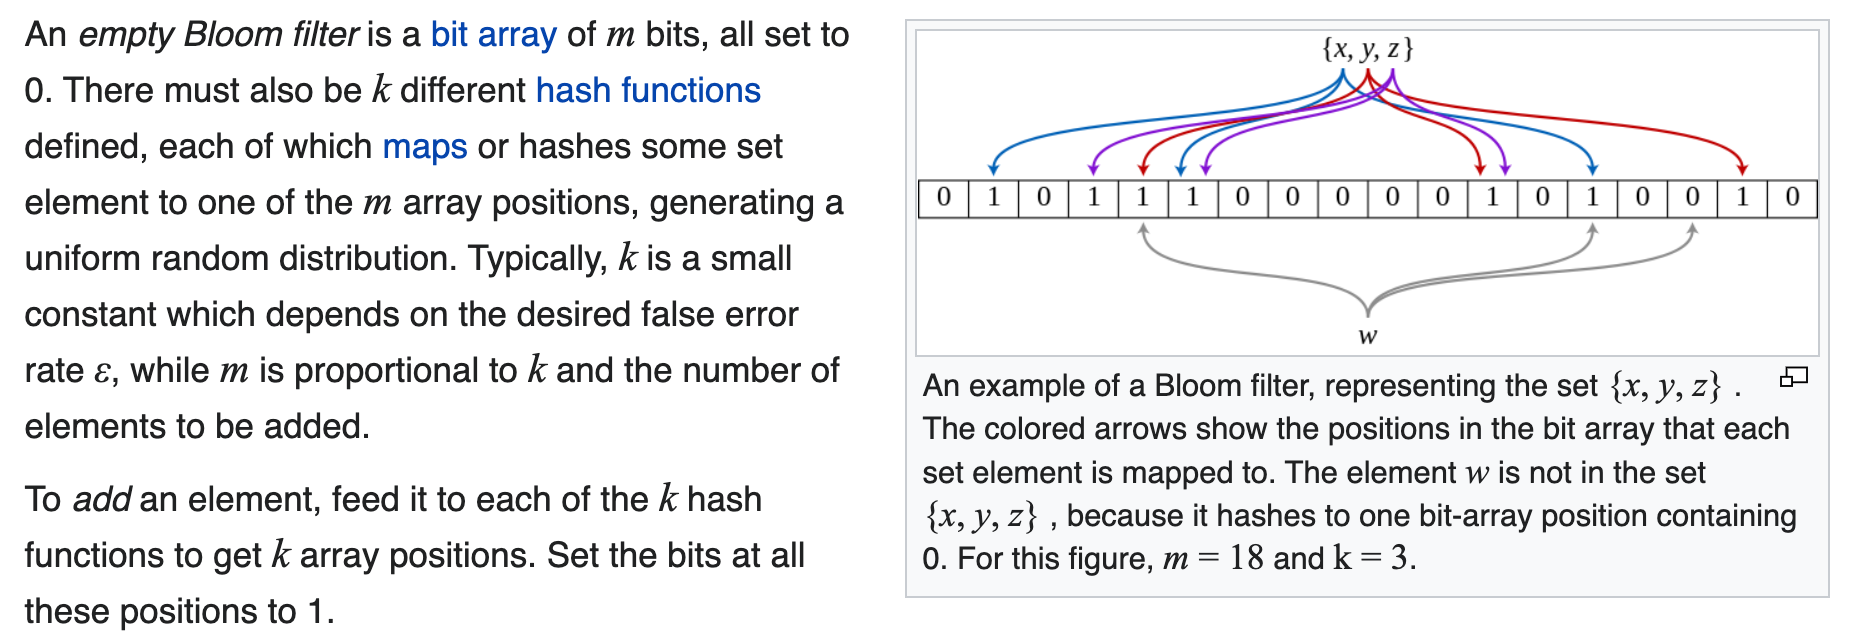 An empty Bloom filter is a bit array of m bits, all set to
0. There must also be k different hash functions
defined, each of which maps or hashes some set
element to one of the m array positions, generating a
uniform random distribution. Typically, k is a small
constant which depends on the desired false error
rate ε, while m is proportional to k and the number of
elements to be added.
To add an element, feed it to each of the k hash
functions to get k array positions. Set the bits at all
these positions to 1.
{x, y, z}
0 1 0 1 1 1 0 0 0 0 0 1 0 1 0 0 1 0
w
An example of a Bloom filter, representing the set {x, y, z} .
The colored arrows show the positions in the bit array that each
set element is mapped to. The element w is not in the set
{x, y, z} , because it hashes to one bit-array position containing
0. For this figure, m = 18 and k = 3.